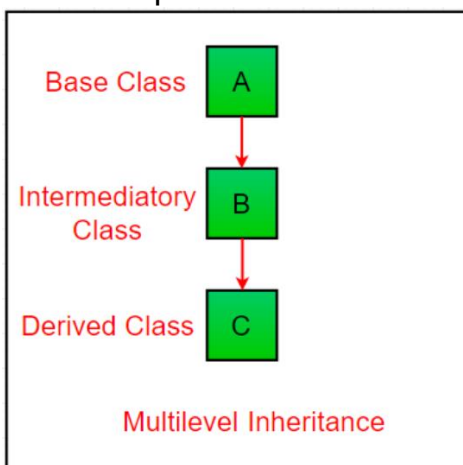 Base Class
A
Intermediatory
Class
B
Derived Class
C
Multilevel Inheritance